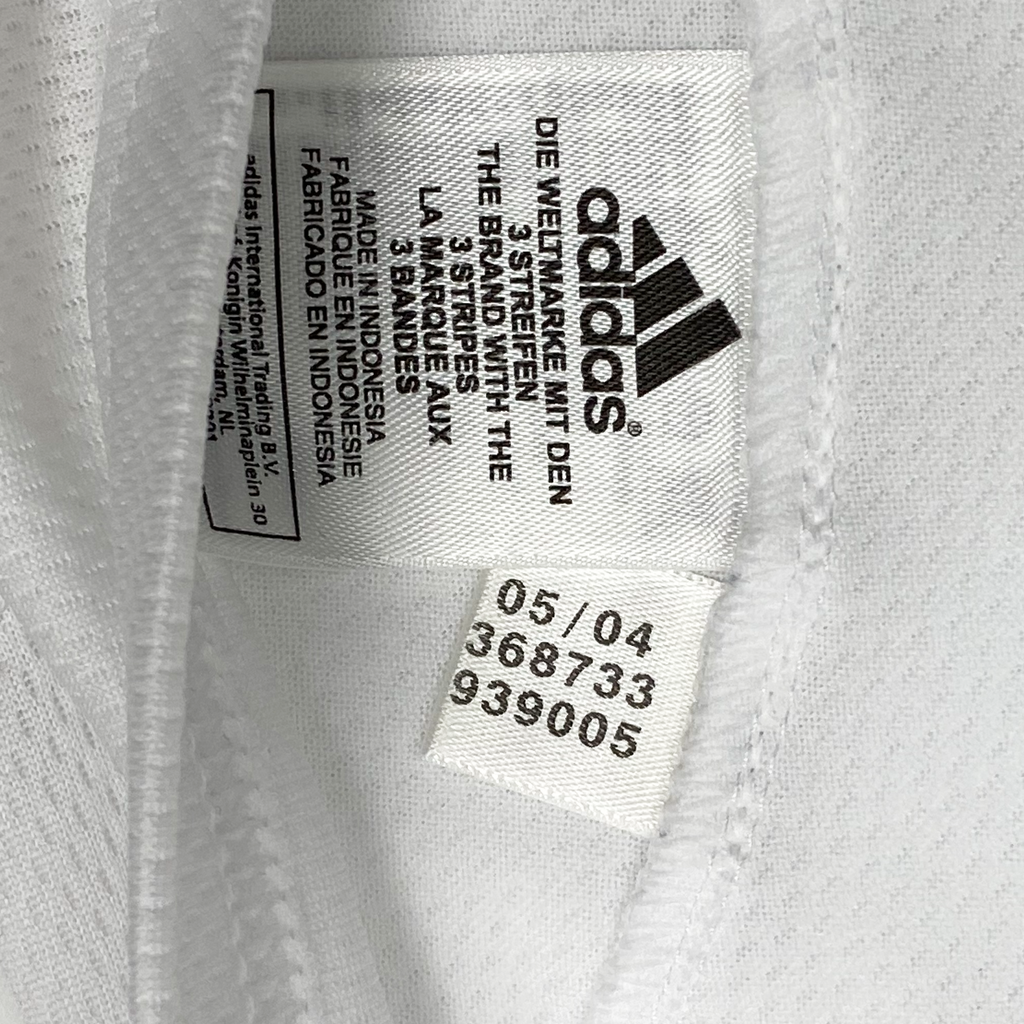 adidas®
DIE WELTMARKE MIT DEN
3 STREIFEN
THE BRAND WITH THE
3 STRIPES
LA MARQUE AUX
3 BANDES
MADE IN INDONESIA
FABRIQUE EN INDONESIE
FABRICADO EN INDONESIA
adidas International Trading B.V.
Konigin Wilhelminaplein 30
NL
05/04
368733
939005